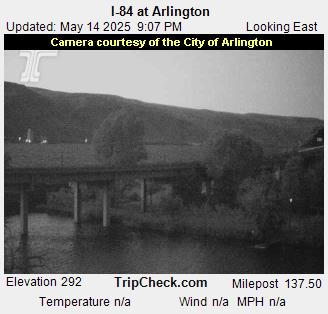 I-84 at Arlington
Updated: May 14 2025 9:07 PM Looking East
Camera courtesy of the City of Arlington
Elevation 292 TripCheck.com Milepost 137.50
Temperature n/a Wind n/a MPH n/a